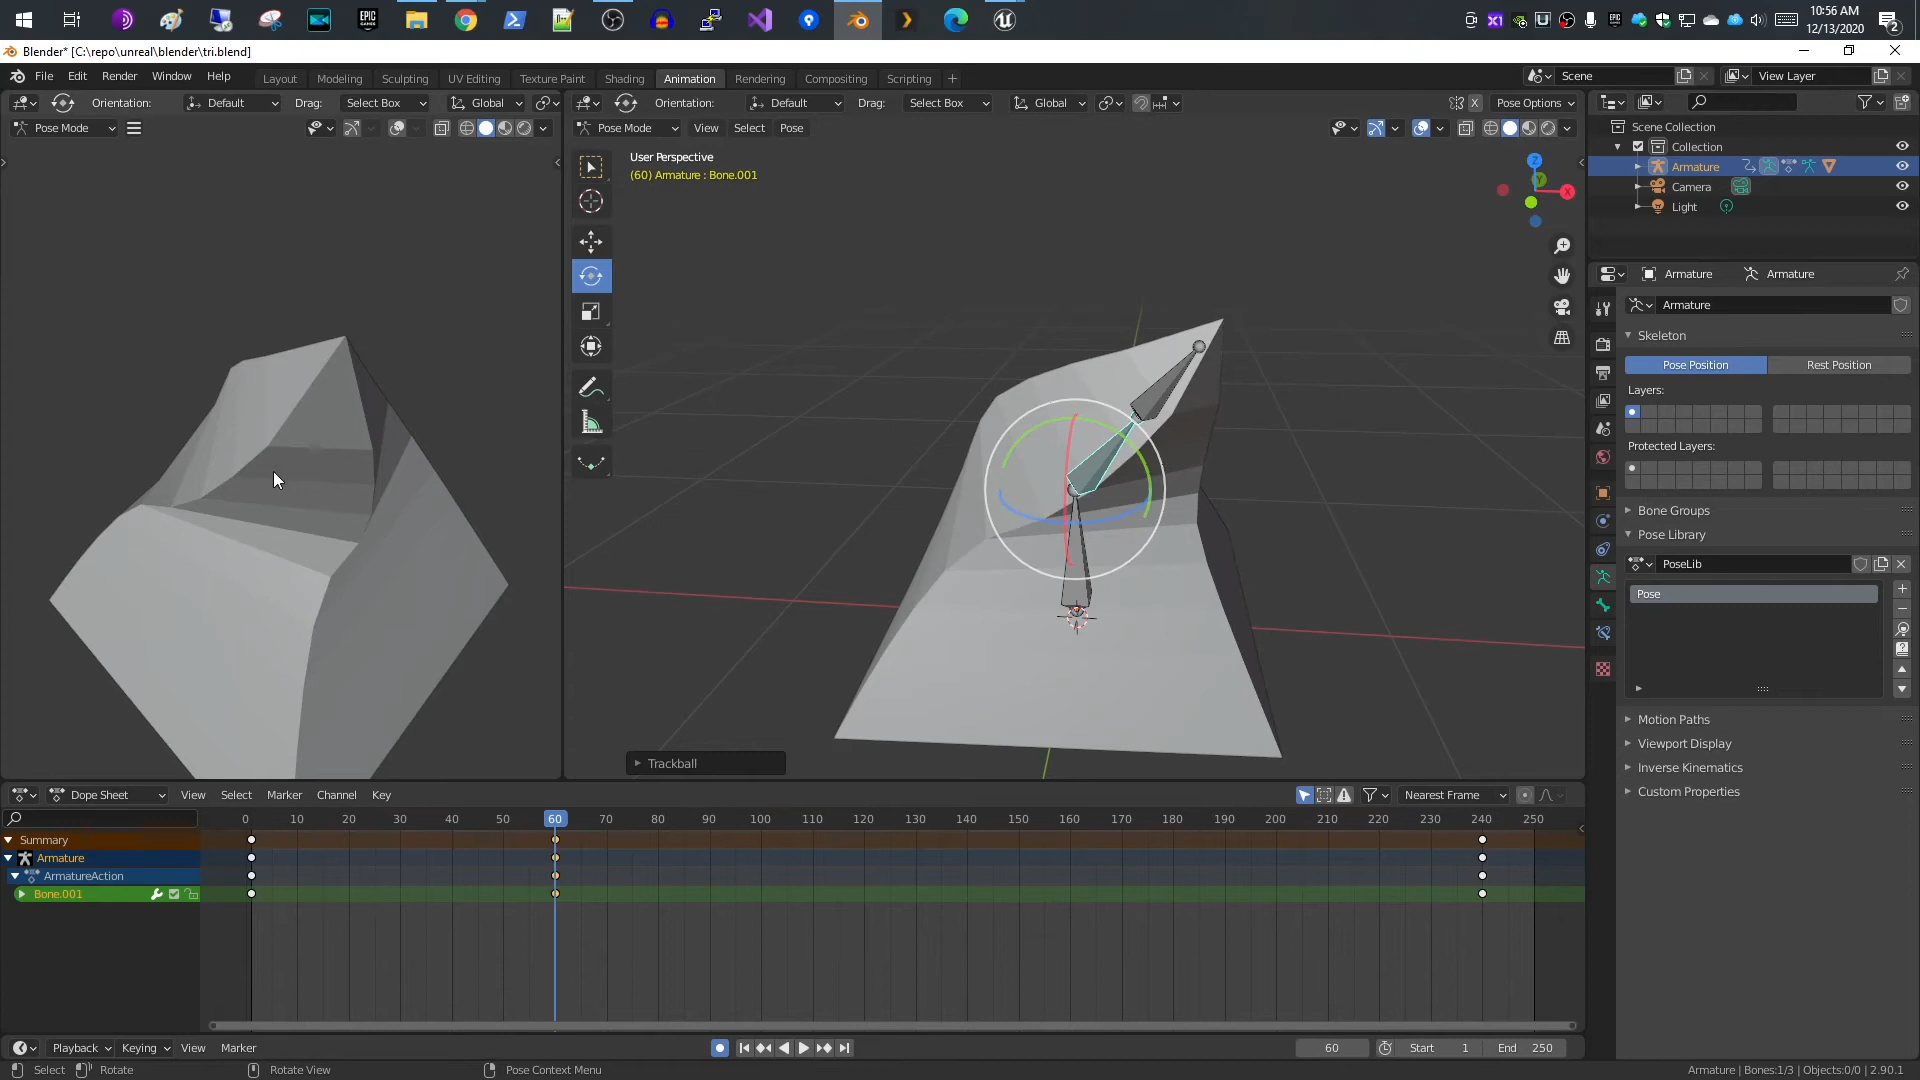 EPIC
GAMES
X1
EPIC
10:56 AM
12/13/2020
2
Blender* [C:\repo\unreal\blender\tri.blend]
File Edit Render Window Help Layout Modeling Sculpting UV Editing Texture Paint Shading Animation Rendering Compositing Scripting + Scene View Layer
Orientation: Default Drag: Select Box Global
Orientation: Default Drag: Select Box Global X Pose Options
Pose Mode
Pose Mode View Select Pose
User Perspective
(60) Armature : Bone.001
Z
Y
X
Scene Collection
Collection
Armature
Camera
Light
Armature Armature
Armature
Skeleton
Pose Position Rest Position
Layers:
Protected Layers:
Bone Groups
Pose Library
PoseLib
Pose
Motion Paths
Viewport Display
Inverse Kinematics
Custom Properties
Trackball
Dope Sheet View Select Marker Channel Key Nearest Frame
0 10 20 30 40 50 60 70 80 90 100 110 120 130 140 150 160 170 180 190 200 210 220 230 240 250
Summary
Armature
ArmatureAction
Bone.001
Playback Keying View Marker 60 Start 1 End 250
Select Rotate Rotate View Pose Context Menu Armature | Bones:1/3 | Objects:0/0 | 2.90.1